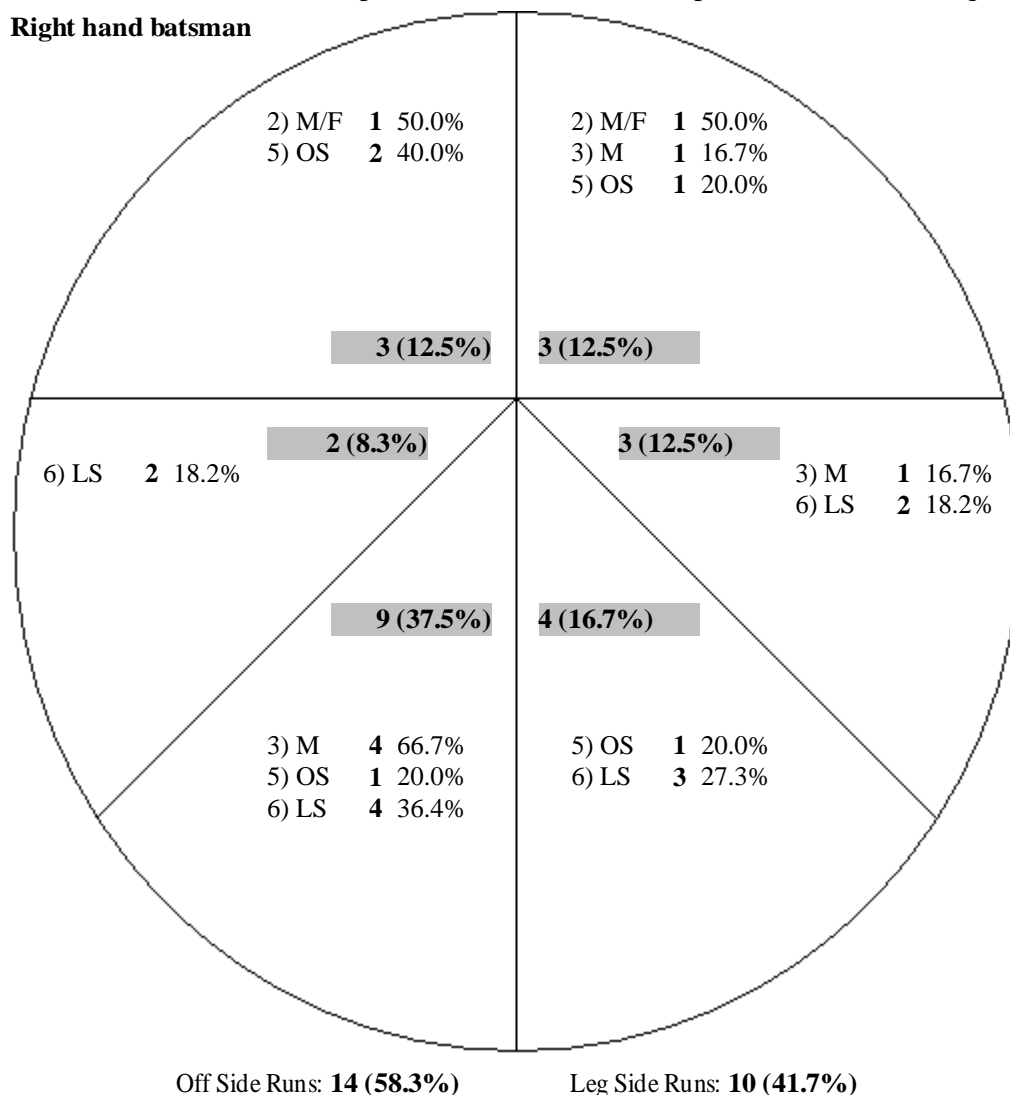 Right hand batsman
2) M/F 1 50.0%
5) OS 2 40.0%
2) M/F 1 50.0%
3) M 1 16.7%
5) OS 1 20.0%
3 (12.5%)
3 (12.5%)
2 (8.3%)
3 (12.5%)
6) LS 2 18.2%
3) M 1 16.7%
6) LS 2 18.2%
9 (37.5%)
4 (16.7%)
3) M 4 66.7%
5) OS 1 20.0%
6) LS 4 36.4%
5) OS 1 20.0%
6) LS 3 27.3%
Off Side Runs: 14 (58.3%)
Leg Side Runs: 10 (41.7%)